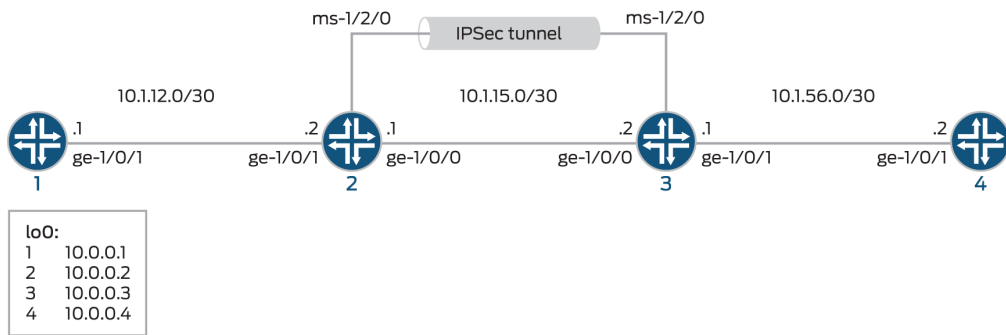 ms-1/2/0 ms-1/2/0
IPSec tunnel
10.1.12.0/30 10.1.15.0/30 10.1.56.0/30
.1 .2 .1 .2 .1 .2
ge-1/0/1 ge-1/0/1 ge-1/0/0 ge-1/0/0 ge-1/0/1 ge-1/0/1
1 2 3 4
lo0:
1 10.0.0.1
2 10.0.0.2
3 10.0.0.3
4 10.0.0.4